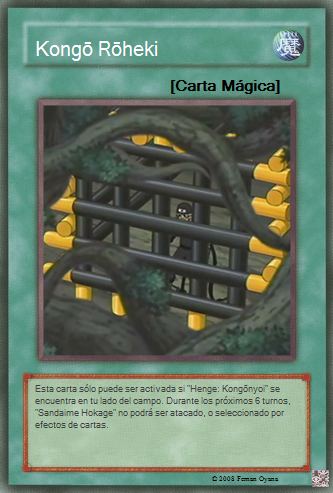 Kongō Rōheki
魔
[Carta Mágica]
Esta carta sólo puede ser activada si "Henge: Kongōnyoi" se
encuentra en tu lado del campo. Durante los próximos 6 turnos,
"Sandaime Hokage" no podrá ser atacado, o seleccionado por
efectos de cartas.
© 2008 Ferran Oyana